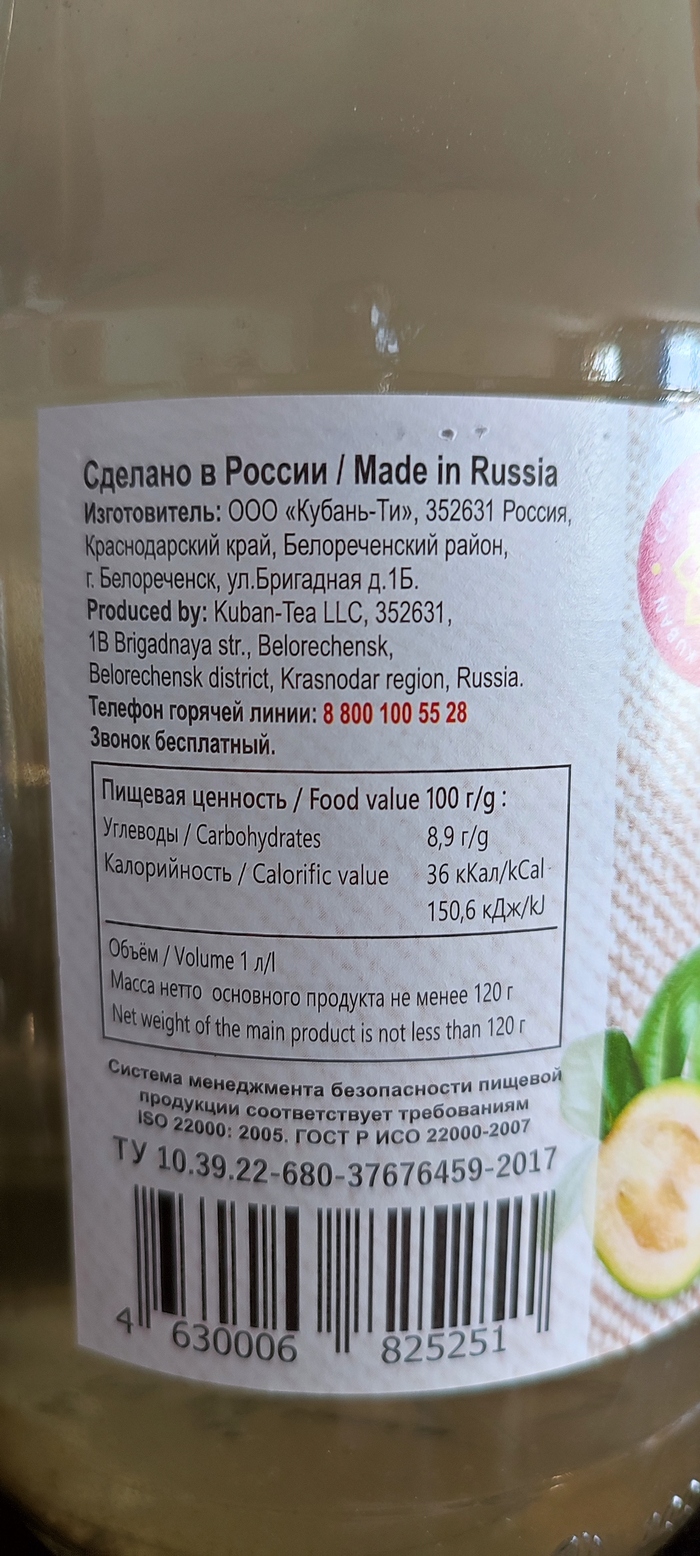 Сделано в России / Made in Russia
Изготовитель: ООО «Кубань-Ти», 352631 Россия,
Краснодарский край, Белореченский район,
г. Белореченск, ул.Бригадная д.1Б.
Produced by: Kuban-Tea LLC, 352631,
1B Brigadnaya str., Belorechensk,
Belorechensk district, Krasnodar region, Russia.
Телефон горячей линии: 8 800 100 55 28
Звонок бесплатный.
Пищевая ценность / Food value 100 г/g :
Углеводы / Carbohydrates 8,9 г/g
Калорийность / Calorific value 36 кКал/kCal
150,6 кДж/kJ
Объём / Volume 1 л/l
Масса нетто основного продукта не менее 120 г
Net weight of the main product is not less than 120 г
Система менеджмента безопасности пищевой
продукции соответствует требованиям
ISO 22000: 2005. ГОСТ Р ИСО 22000-2007
ТУ 10.39.22-680-37676459-2017
4 630006 825251
KUBAN